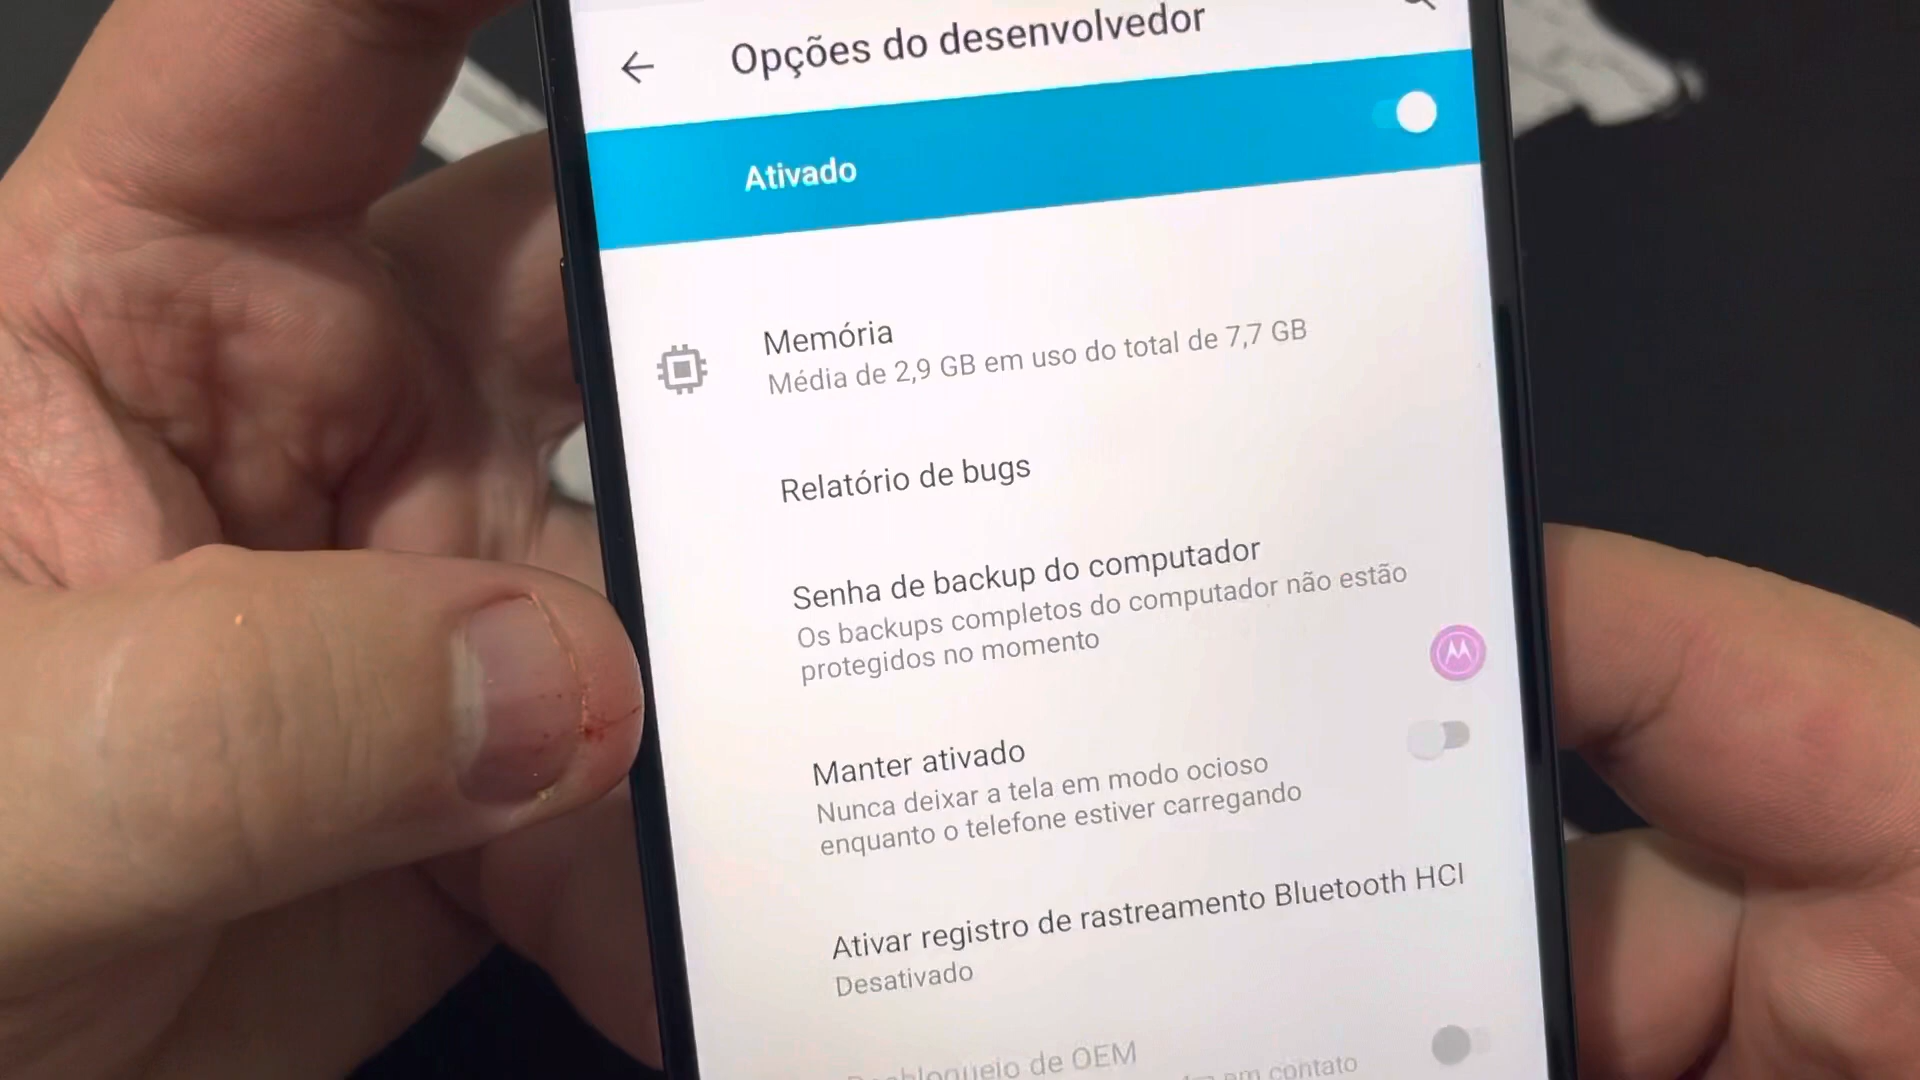 Opções do desenvolvedor
Ativado
Memória
Média de 2,9 GB em uso do total de 7,7 GB
Relatório de bugs
Senha de backup do computador
Os backups completos do computador não estão
protegidos no momento
Manter ativado
Nunca deixar a tela em modo ocioso
enquanto o telefone estiver carregando
Ativar registro de rastreamento Bluetooth HCI
Desativado
de OEM
em contato